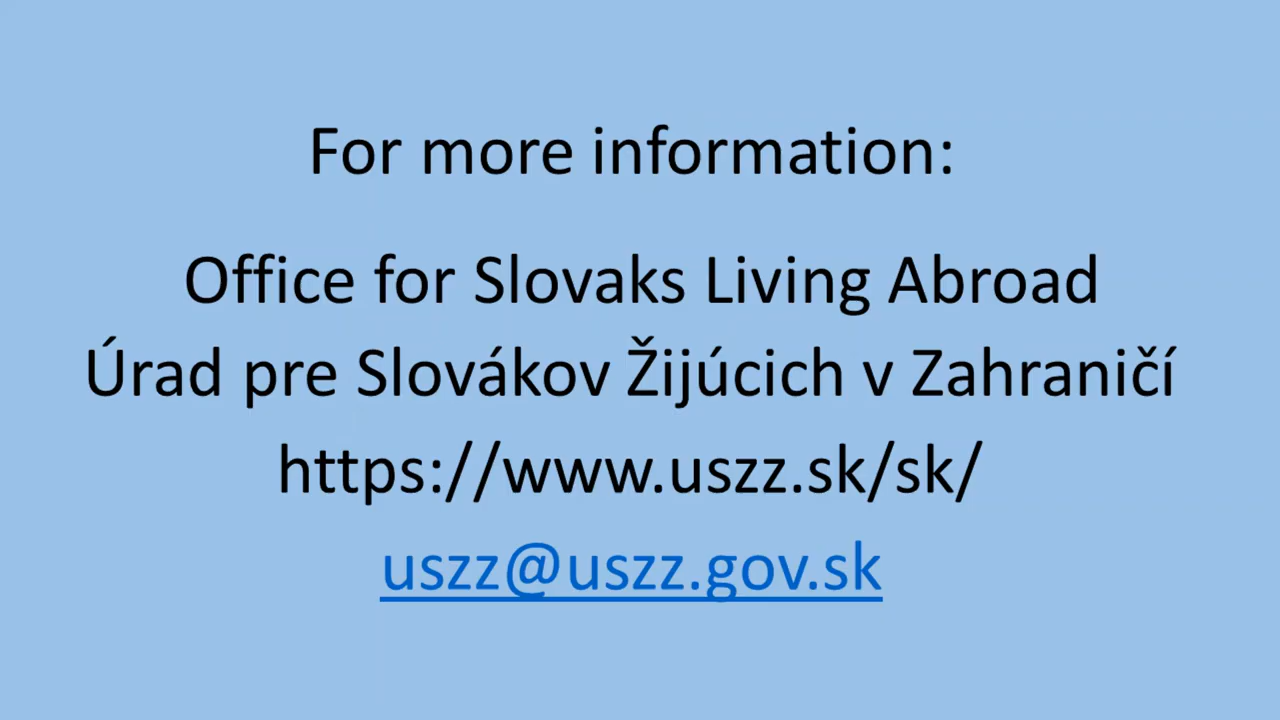 For more information:
Office for Slovaks Living Abroad
Úrad pre Slovákov Žijúcich v Zahraničí
https://www.uszz.sk/sk/
uszz@uszz.gov.sk